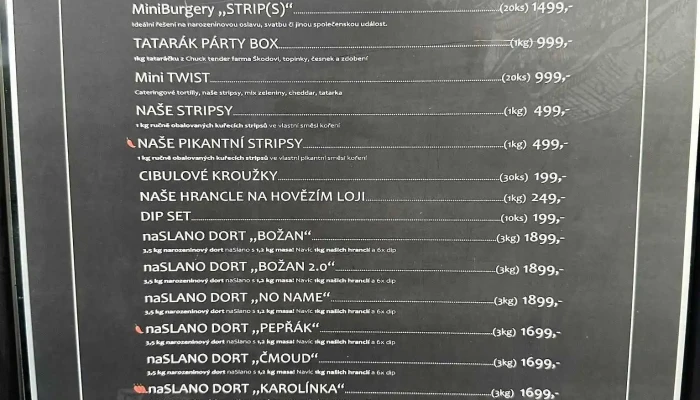 MiniBurgery „STRIP(S)“ (20ks) 1499,-
Ideální řešení na narozeninovou oslavu, svatbu či jinou společenskou událost.
TATARÁK PÁRTY BOX (1kg) 999,-
1kg tataráčku z Chuck tender farma Škodovi, topinky, česnek a zdobení
Mini TWIST (20ks) 999,-
Cateringové tortilly, naše stripsy, mix zeleniny, cheddar, tatarka
NAŠE STRIPSY (1kg) 499,-
1 kg ručně obalovaných kuřecích stripsů ve vlastní směsi koření
NAŠE PIKANTNÍ STRIPSY (1kg) 499,-
1 kg ručně obalovaných kuřecích stripsů ve vlastní pikantní směsi koření
CIBULOVÉ KROUŽKY (30ks) 199,-
NAŠE HRANCLE NA HOVĚZÍM LOJI (1kg) 249,-
DIP SET (10ks) 199,-
naSLANO DORT „BOŽAN“ (3kg) 1899,-
3,5 kg narozeninový dort naSlano s 1,2 kg masa! Navíc 1kg našich hranclí a 6x dip
naSLANO DORT „BOŽAN 2.0“ (3kg) 1899,-
3,5 kg narozeninový dort naSlano s 1,2 kg masa! Navíc 1kg našich hranclí a 6x dip
naSLANO DORT „NO NAME“ (3kg) 1899,-
3,5 kg narozeninový dort naSlano s 1,2 kg masa! Navíc 1kg našich hranclí a 6x dip
naSLANO DORT „PEPŘÁK“ (3kg) 1699,-
3,5 kg narozeninový dort naSlano s 1,2 kg masa! Navíc 1kg našich hranclí a 6x dip
naSLANO DORT „ČMOUD“ (3kg) 1699,-
3,5 kg narozeninový dort naSlano s 1,2 kg masa! Navíc 1kg našich hranclí a 6x dip
naSLANO DORT „KAROLÍNKA“ (3kg) 1699,-